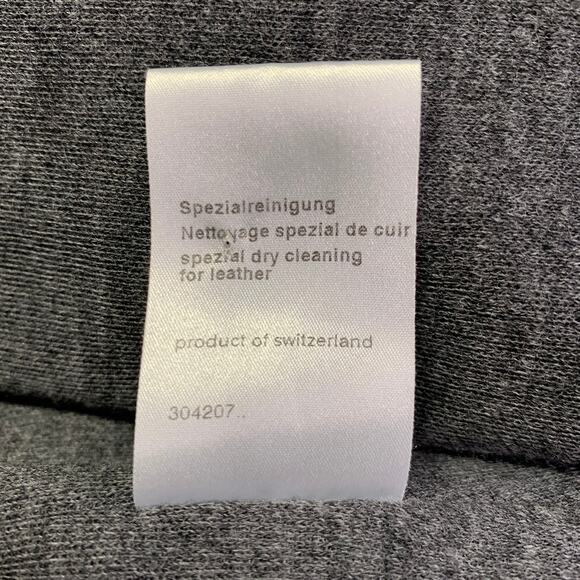 Spezialreinigung
Nettoyage spezial de cuir
spezial dry cleaning
for leather
product of switzerland
304207..